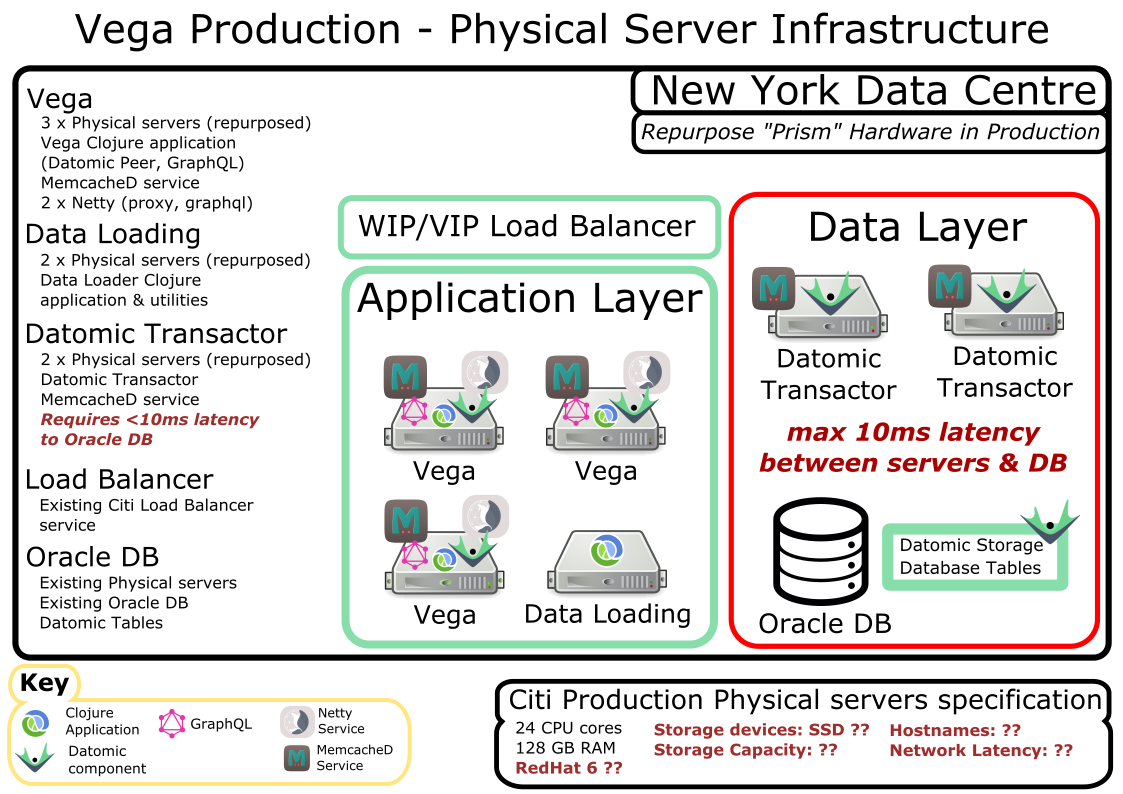 Vega Production - Physical Server Infrastructure
New York Data Centre
Repurpose "Prism" Hardware in Production
Vega
3 x Physical servers (repurposed)
Vega Clojure application
(Datomic Peer, GraphQL)
MemcacheD service
2 x Netty (proxy, graphql)
Data Loading
2 x Physical servers (repurposed)
Data Loader Clojure
application & utilities
Datomic Transactor
2 x Physical servers (repurposed)
Datomic Transactor
MemcacheD service
Requires <10ms latency
to Oracle DB
Load Balancer
Existing Citi Load Balancer
service
Oracle DB
Existing Physical servers
Existing Oracle DB
Datomic Tables
WIP/VIP Load Balancer
Application Layer
M
M
Vega
Vega
M
Vega
Data Loading
Data Layer
M
M
Datomic
Transactor
Datomic
Transactor
max 10ms latency
between servers & DB
Oracle DB
Datomic Storage
Database Tables
Key
Clojure
Application
GraphQL
Netty
Service
Datomic
component
M
MemcacheD
Service
Citi Production Physical servers specification
24 CPU cores
128 GB RAM
RedHat 6 ??
Storage devices: SSD ??
Storage Capacity: ??
Hostnames: ??
Network Latency: ??